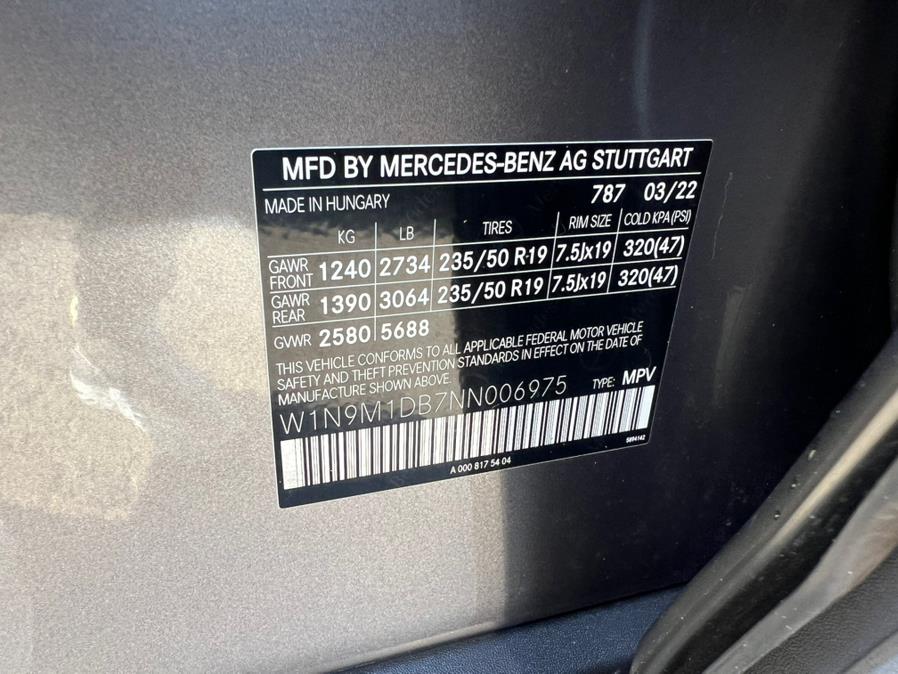 MFD BY MERCEDES-BENZ AG STUTTGART
MADE IN HUNGARY 787 03/22
KG LB TIRES RIM SIZE COLD KPA (PSI)
GAWR FRONT 1240 2734 235/50 R19 7.5Jx19 320(47)
GAWR REAR 1390 3064 235/50 R19 7.5Jx19 320(47)
GVWR 2580 5688
THIS VEHICLE CONFORMS TO ALL APPLICABLE FEDERAL MOTOR VEHICLE
SAFETY AND THEFT PREVENTION STANDARDS IN EFFECT ON THE DATE OF
MANUFACTURE SHOWN ABOVE.
W1N9M1DB7NN006975 TYPE: MPV
5894142
A 000 817 54 04